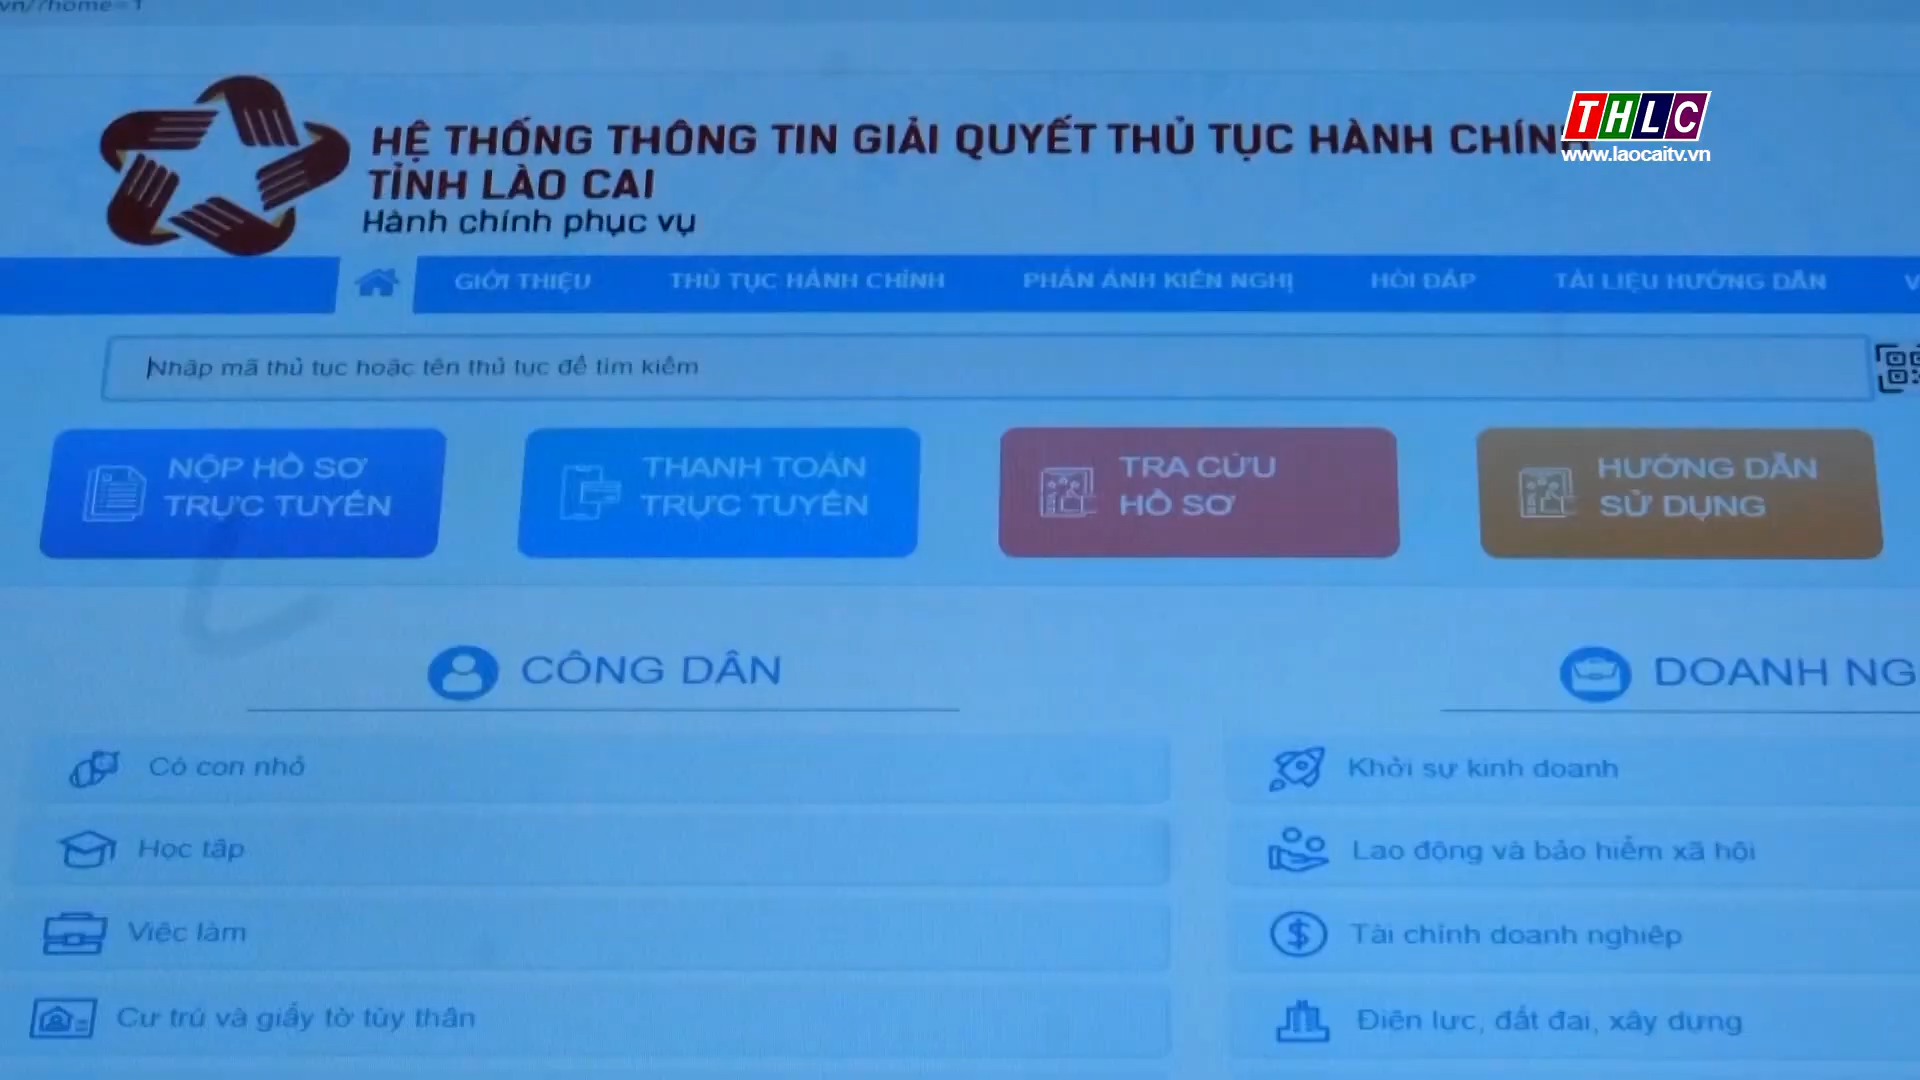 vn/?home=1
THLC
www.laocaitv.vn
HỆ THỐNG THÔNG TIN GIẢI QUYẾT THỦ TỤC HÀNH CHÍNH
TỈNH LÀO CAI
Hành chính phục vụ
GIỚI THIỆU THỦ TỤC HÀNH CHÍNH PHẢN ÁNH KIẾN NGHỊ HỎI ĐÁP TÀI LIỆU HƯỚNG DẪN
Nhập mã thủ tục hoặc tên thủ tục để tìm kiếm
NỘP HỒ SƠ
TRỰC TUYẾN
THANH TOÁN
TRỰC TUYẾN
TRA CỨU
HỒ SƠ
HƯỚNG DẪN
SỬ DỤNG
CÔNG DÂN
Có con nhỏ
Học tập
Việc làm
Cư trú và giấy tờ tùy thân
DOANH NG
Khởi sự kinh doanh
Lao động và bảo hiểm xã hội
Tài chính doanh nghiệp
Điện lực, đất đai, xây dựng